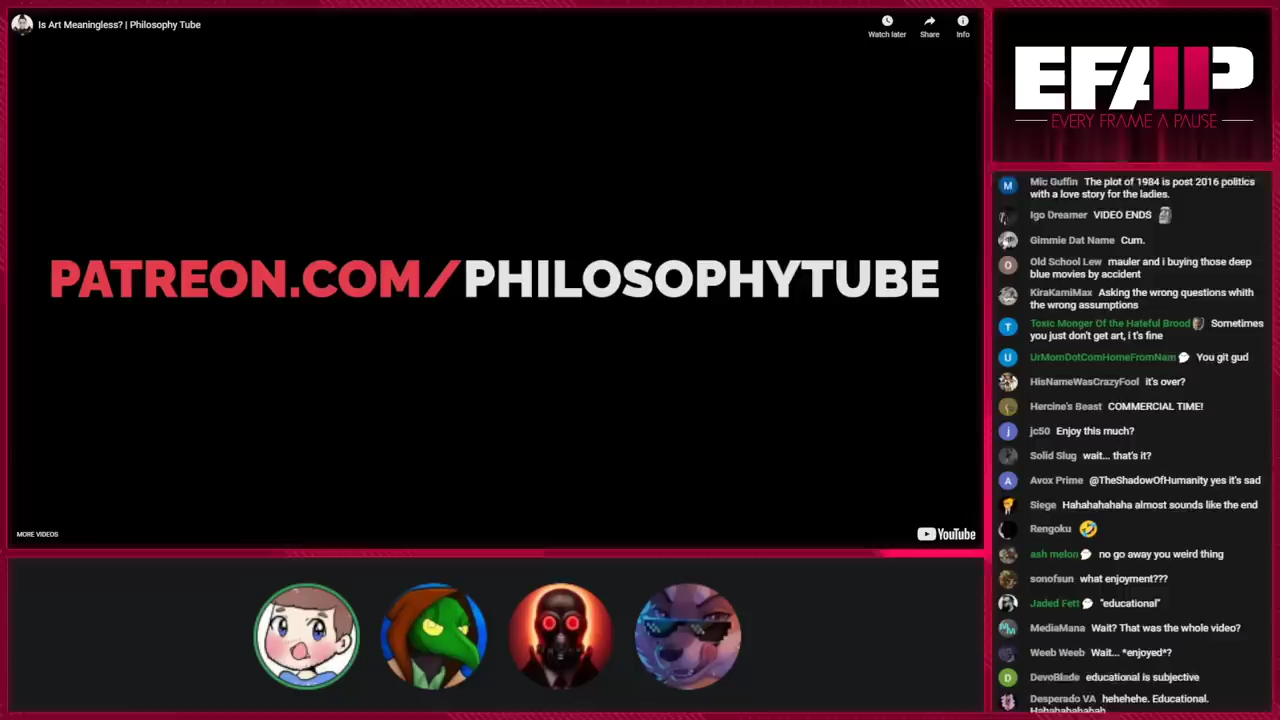 Is Art Meaningless? | Philosophy Tube
Watch later
Share
Info
PATREON.COM/PHILOSOPHYTUBE
MORE VIDEOS
YouTube
EFAP
EVERY FRAME A PAUSE
Mic Guffin The plot of 1984 is post 2016 politics
with a love story for the ladies.
Igo Dreamer VIDEO ENDS
Gimmie Dat Name Cum.
Old School Lew mauler and i buying those deep
blue movies by accident
KiraKamiMax Asking the wrong questions whith
the wrong assumptions
Toxic Monger Of the Hateful Brood Sometimes
you just don't get art, i t's fine
UrMomDotComHomeFromNam You git gud
HisNameWasCrazyFool it's over?
Hercine's Beast COMMERCIAL TIME!
jc50 Enjoy this much?
Solid Slug wait... that's it?
Avox Prime @TheShadowOfHumanity yes it's sad
Siege Hahahahahaha almost sounds like the end
Rengoku 🤣
ash melon no go away you weird thing
sonofsun what enjoyment???
Jaded Fett "educational"
MediaMana Wait? That was the whole video?
Weeb Weeb Wait... *enjoyed*?
DevoBlade educational is subjective
Desperado VA hehehehe. Educational.
Hahahahahahah